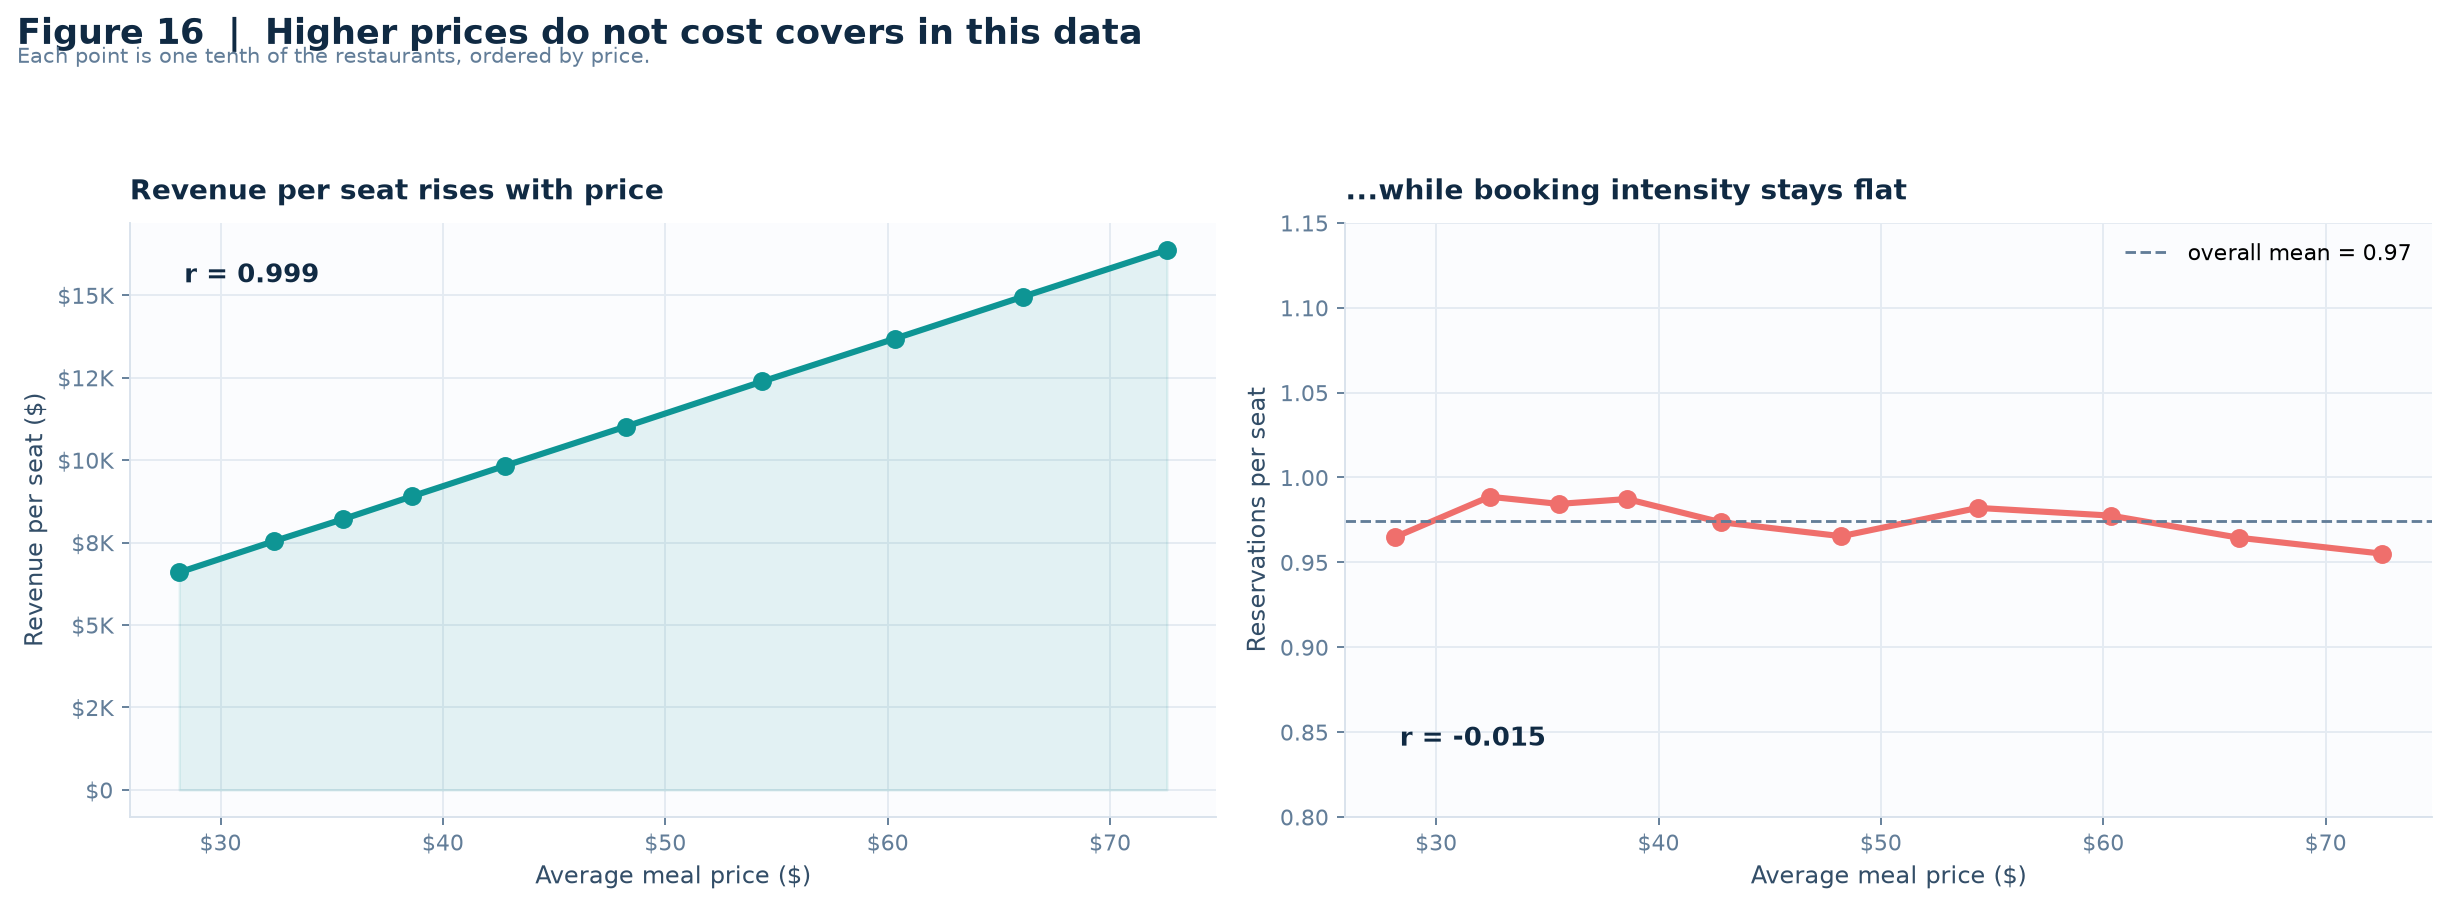 Figure 16 | Higher prices do not cost covers in this data
Each point is one tenth of the restaurants, ordered by price.
Revenue per seat rises with price
r = 0.999
$15K
$12K
$10K
$8K
$5K
$2K
$0
Revenue per seat ($)
$30 $40 $50 $60 $70
Average meal price ($)
...while booking intensity stays flat
overall mean = 0.97
1.15
1.10
1.05
1.00
0.95
0.90
0.85
0.80
Reservations per seat
r = -0.015
$30 $40 $50 $60 $70
Average meal price ($)